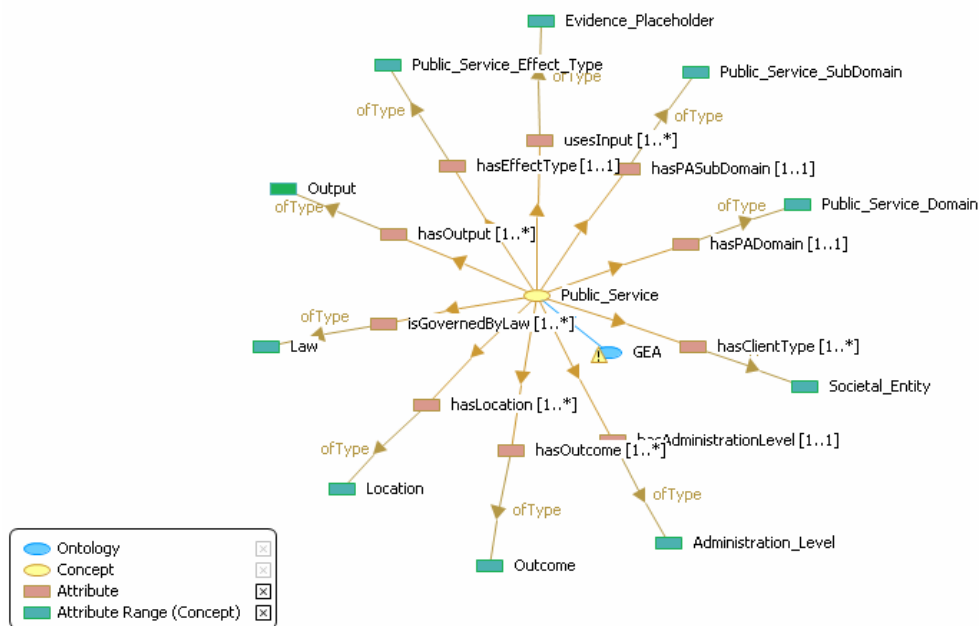 Evidence_Placeholder
Public_Service_Effect_Type
ofType
Public_Service_SubDomain
ofType
ofType
usesInput [1..*]
hasEffectType [1..1]
hasPASubDomain [1..1]
Output
ofType
ofType
Public_Service_Domain
hasOutput [1..*]
hasPADomain [1..1]
Public_Service
ofType
isGovernedByLaw [1..*]
Law
GEA
hasClientType [1..*]
ofType
Societal_Entity
hasLocation [1..*]
hasAdministrationLevel [1..1]
ofType
hasOutcome [1..*]
Location
ofType
ofType
Administration_Level
Outcome
Ontology
Concept
Attribute
Attribute Range (Concept)